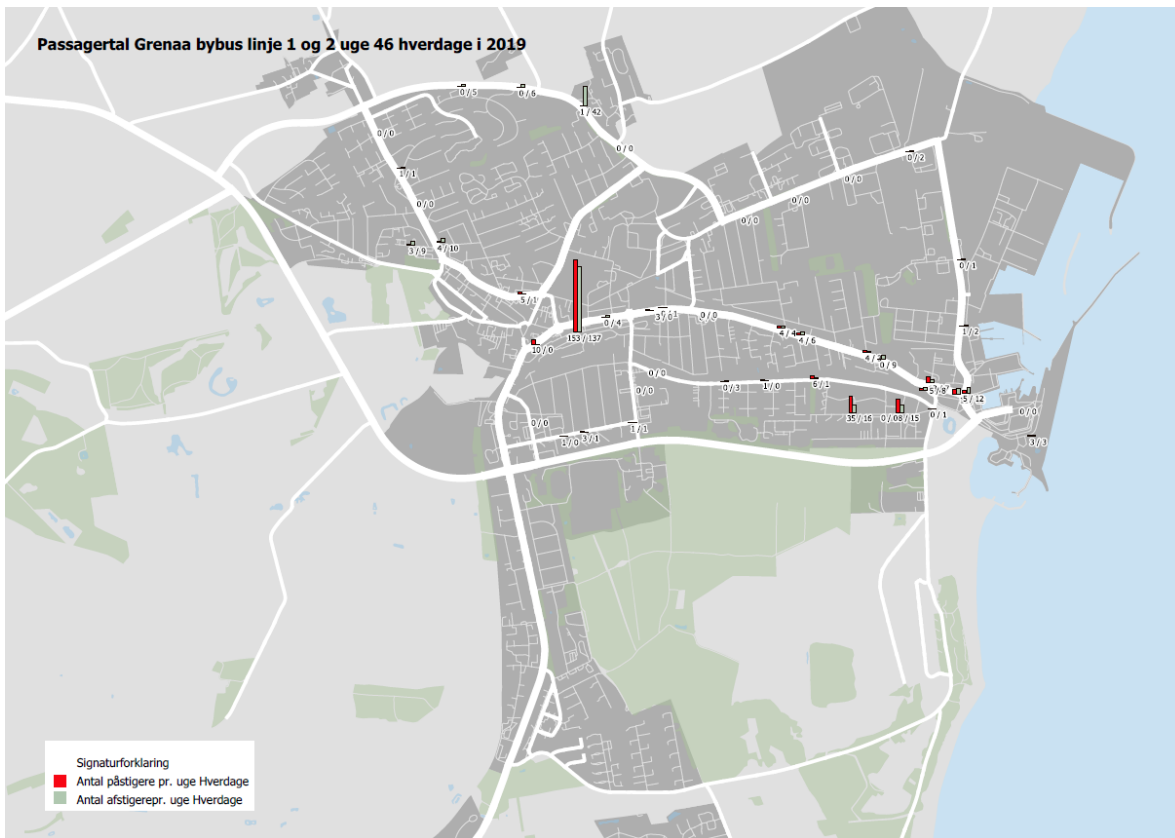 Passagertal Grenaa bybus linje 1 og 2 uge 46 hverdage i 2019
0 / 5
0 / 6
1 / 42
0 / 0
0 / 0
0 / 2
1 / 1
0 / 0
0 / 0
0 / 0
0 / 0
3 / 9
4 / 10
0 / 1
5 / 1
153 / 137
0 / 4
3 / 0
0 / 0
4 / 4
4 / 6
1 / 2
10 / 0
4 /
0 / 9
0 / 0
0 / 0
0 / 3
1 / 0
6 / 1
5 / 8
5 / 12
35 / 16
0 / 08 / 15
0 / 1
0 / 0
0 / 0
1 / 0
3 / 1
1 / 1
3 / 3
Signaturforklaring
Antal påstigere pr. uge Hverdage
Antal afstigerepr. uge Hverdage